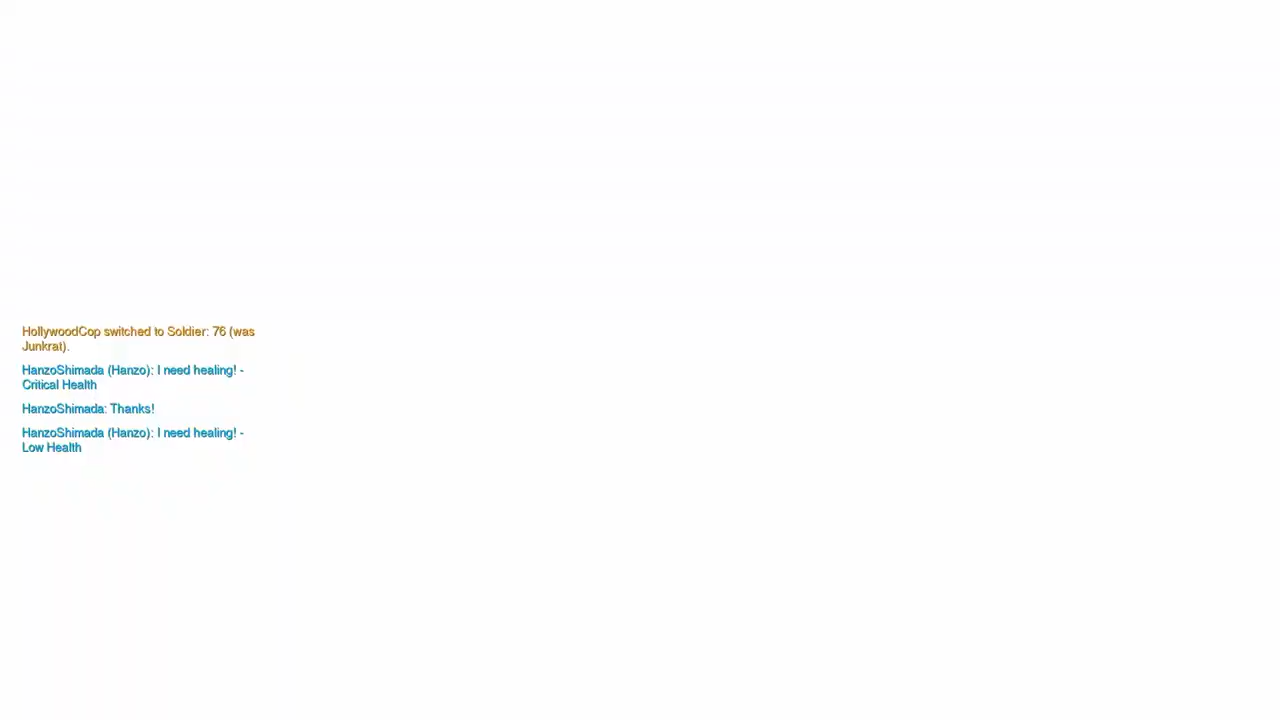 HollywoodCop switched to Soldier: 76 (was
Junkrat).
HanzoShimada (Hanzo): I need healing! -
Critical Health
HanzoShimada: Thanks!
HanzoShimada (Hanzo): I need healing! -
Low Health